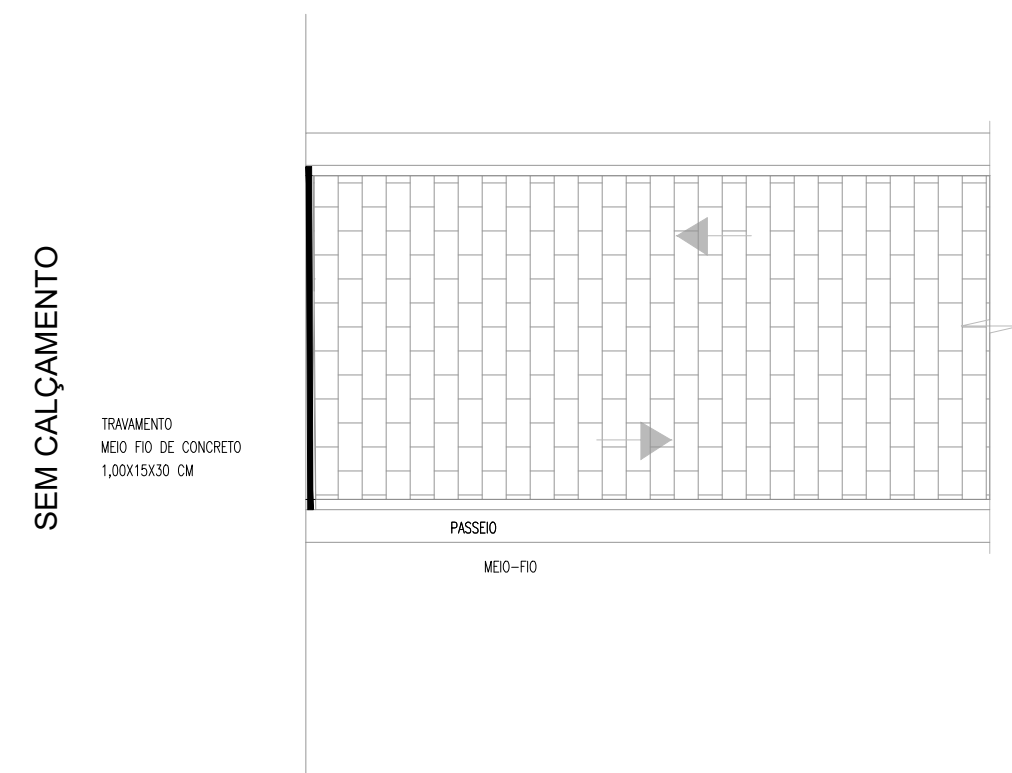 SEM CALÇAMENTO
TRAVAMENTO
MEIO FIO DE CONCRETO
1,00X15X30 CM
PASSEIO
MEIO-FIO